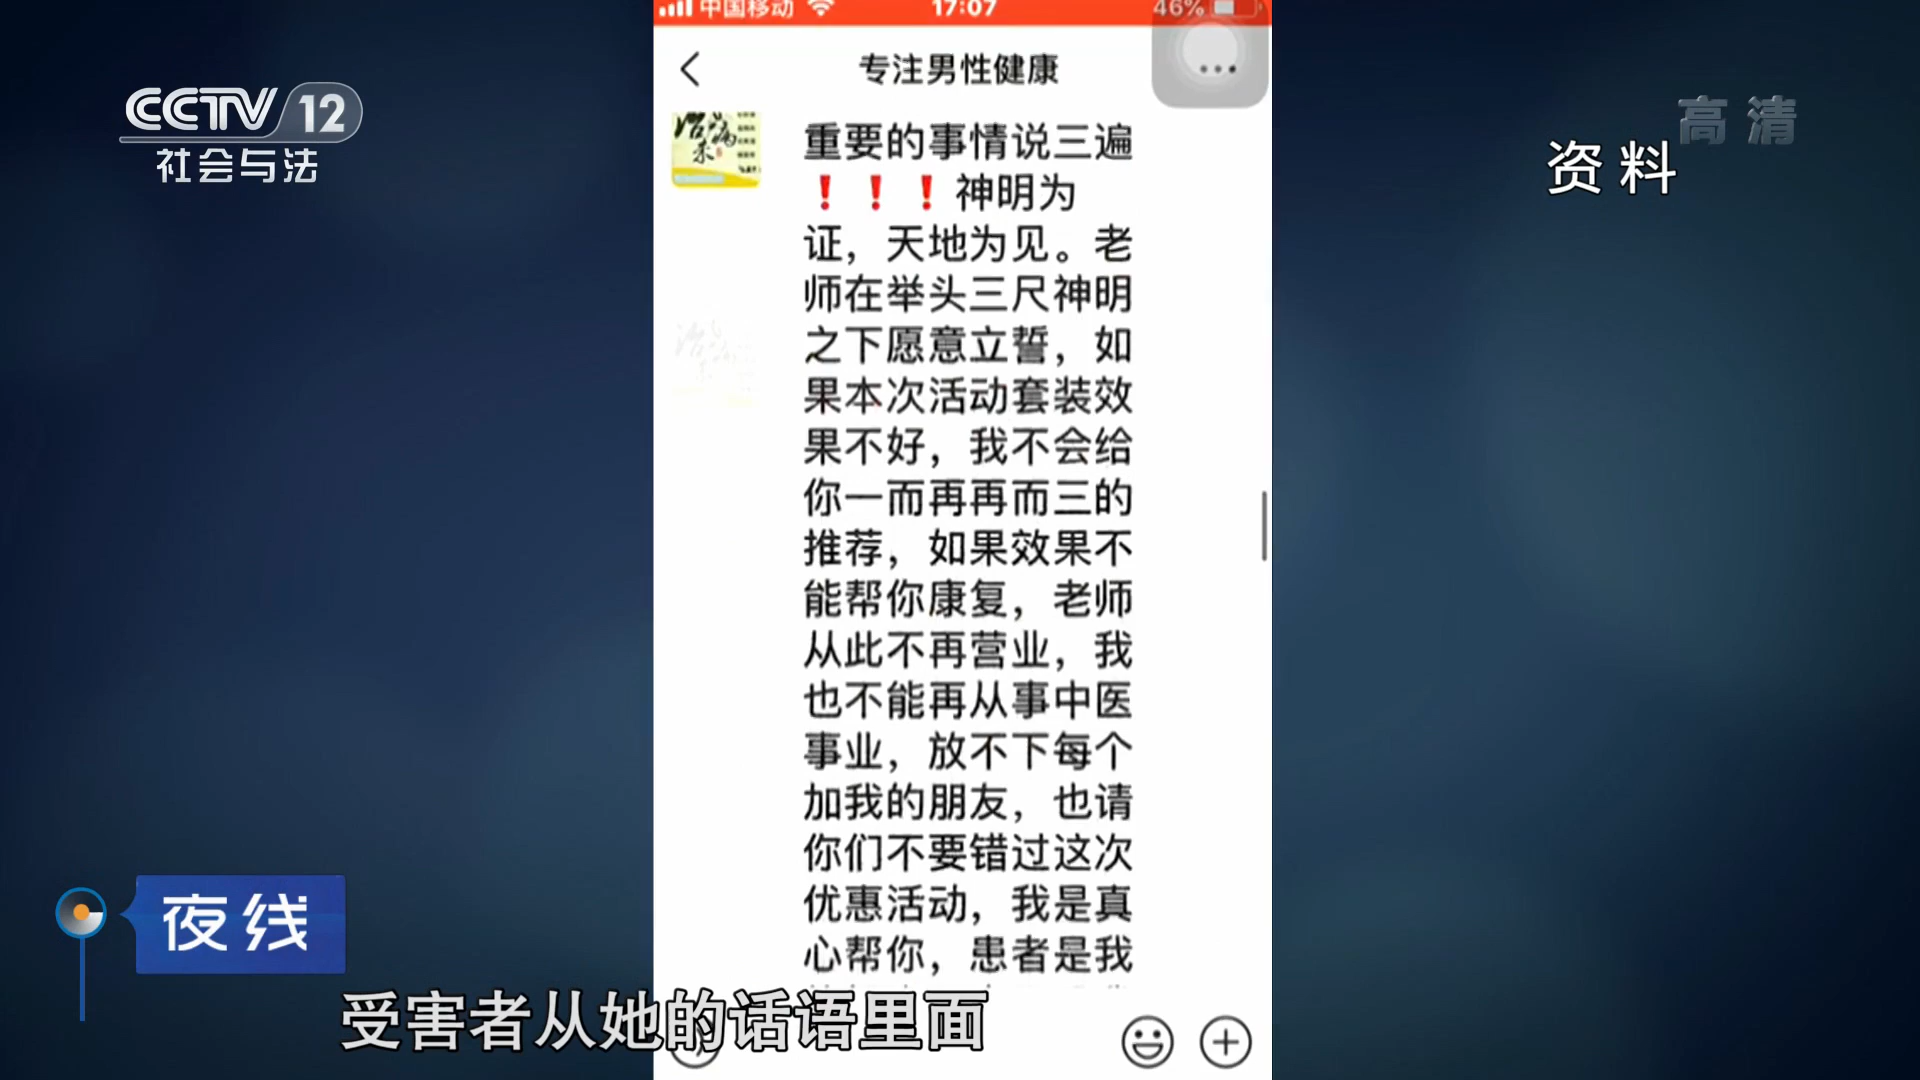 中国移动
17:07
46%
专注男性健康
CCTV 12
社会与法
高清
资料
重要的事情说三遍
❗❗❗神明为
证，天地为见。老
师在举头三尺神明
之下愿意立誓，如
果本次活动套装效
果不好，我不会给
你一而再再而三的
推荐，如果效果不
能帮你康复，老师
从此不再营业，我
也不能再从事中医
事业，放不下每个
加我的朋友，也请
你们不要错过这次
优惠活动，我是真
心帮你，患者是我
夜线
受害者从她的话语里面